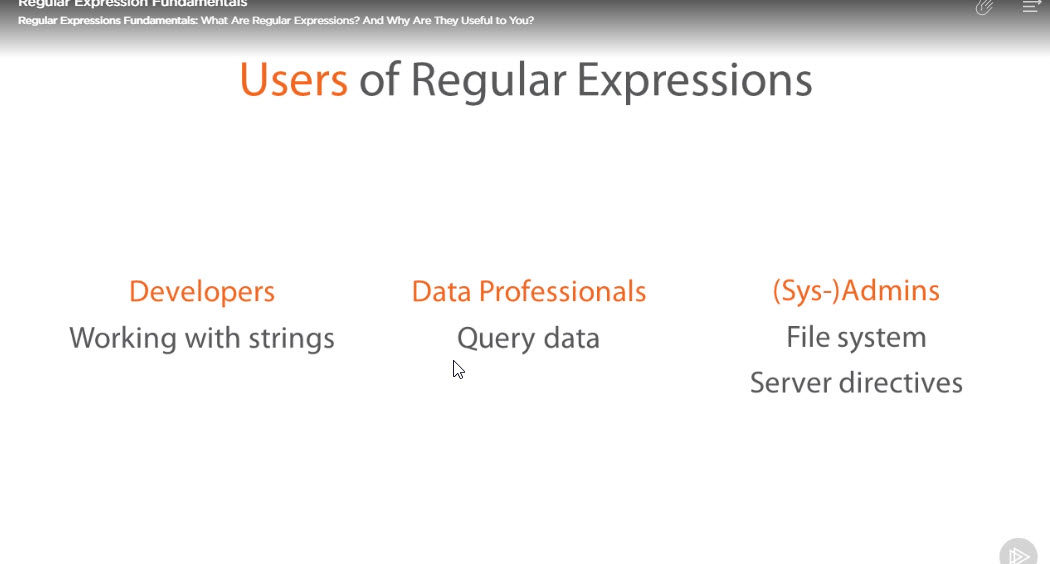 Regular Expression Fundamentals
Regular Expressions Fundamentals: What Are Regular Expressions? And Why Are They Useful to You?
Users of Regular Expressions
Developers
Working with strings
Data Professionals
Query data
(Sys-)Admins
File system
Server directives